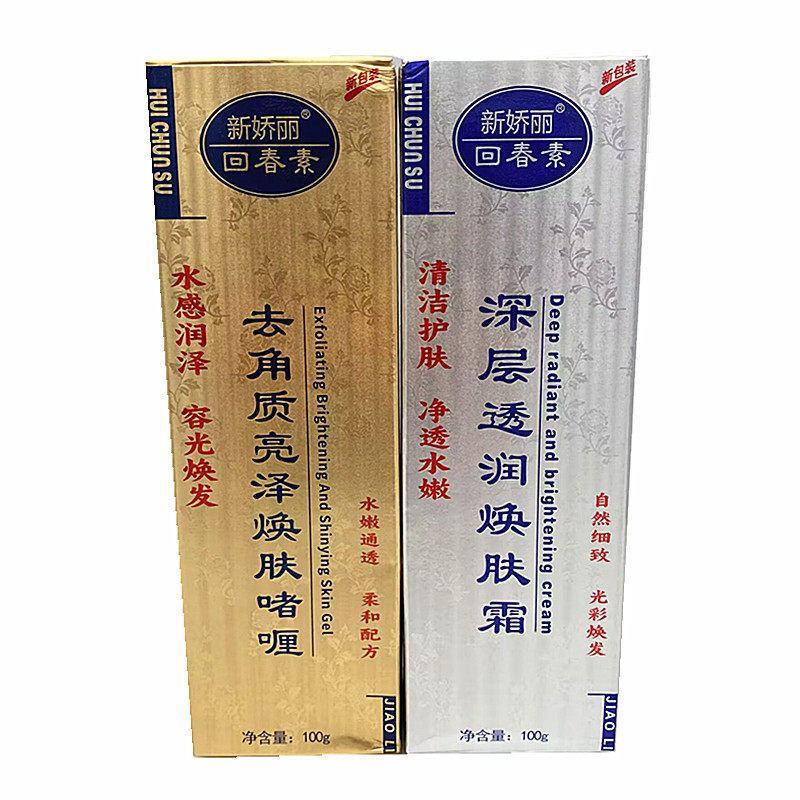 新包装
HUI CHUN SU
新娇丽®
回春素
水感润泽 容光焕发
去角质亮泽焕肤啫喱
Exfoliating Brightening And Shinying Skin Gel
水嫩通透 柔和配方
JIAO LI
净含量：100g
新包装
HUI CHUN SU
新娇丽®
回春素
清洁护肤 净透水嫩
深层透润焕肤霜
Deep radiant and brightening cream
自然细致 光彩焕发
JIAO LI
净含量：100g